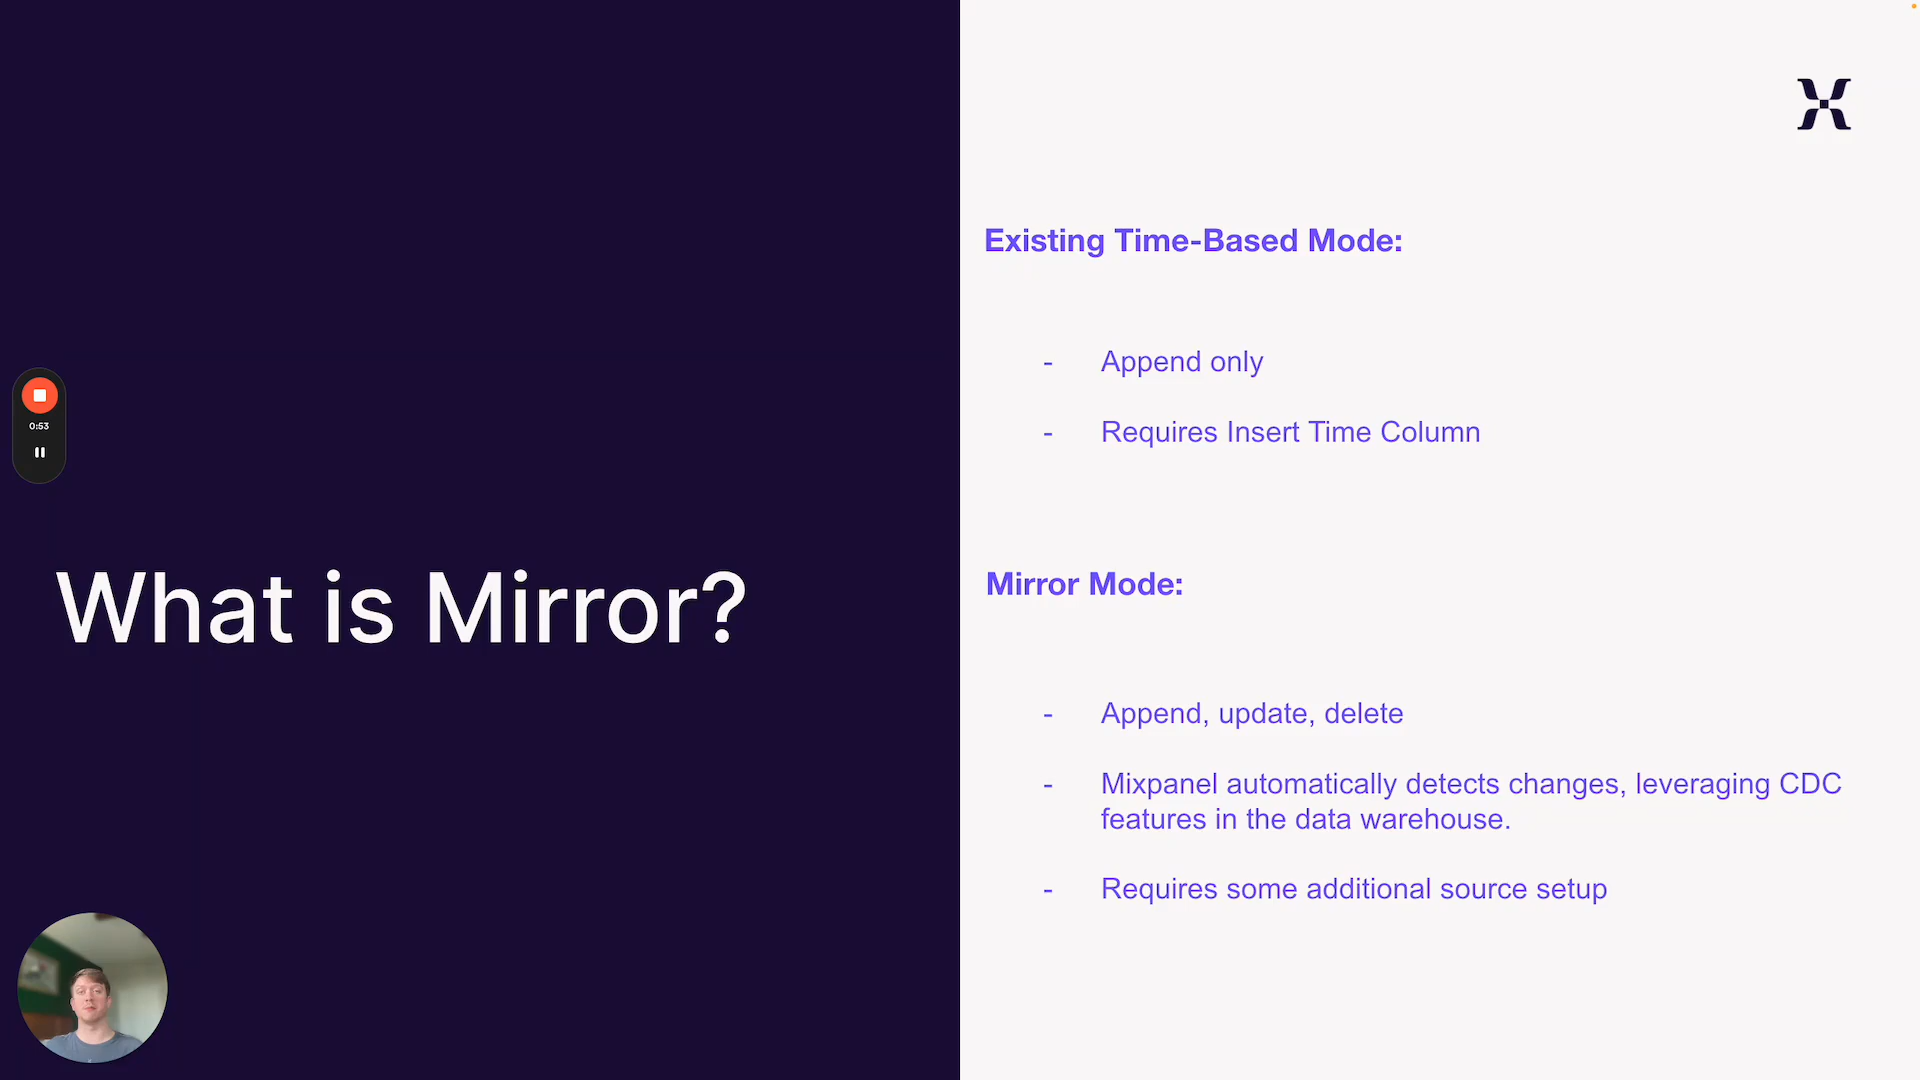 Existing Time-Based Mode:
- Append only
- Requires Insert Time Column
0:53
What is Mirror?
Mirror Mode:
- Append, update, delete
- Mixpanel automatically detects changes, leveraging CDC
features in the data warehouse.
- Requires some additional source setup